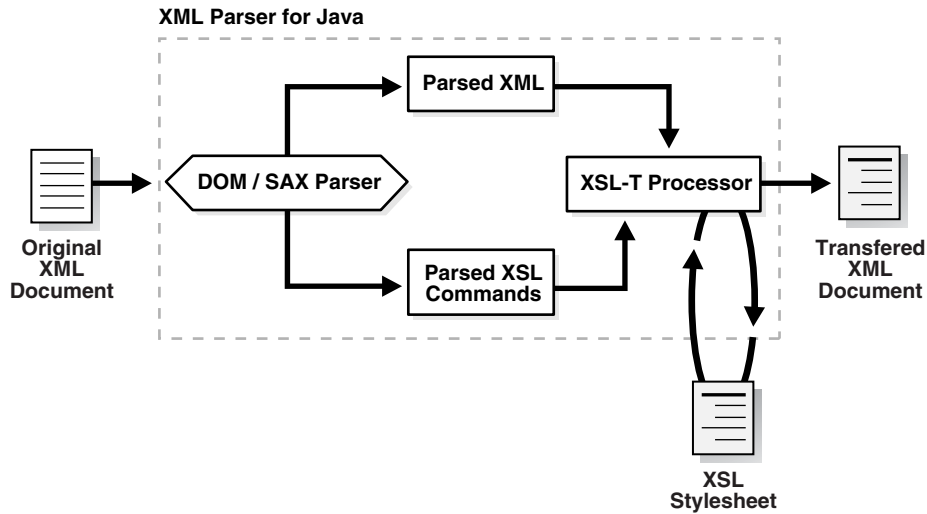 XML Parser for Java
Parsed XML
DOM / SAX Parser
XSL-T Processor
Original
XML
Document
Parsed XSL
Commands
Transfered
XML
Document
XSL
Stylesheet